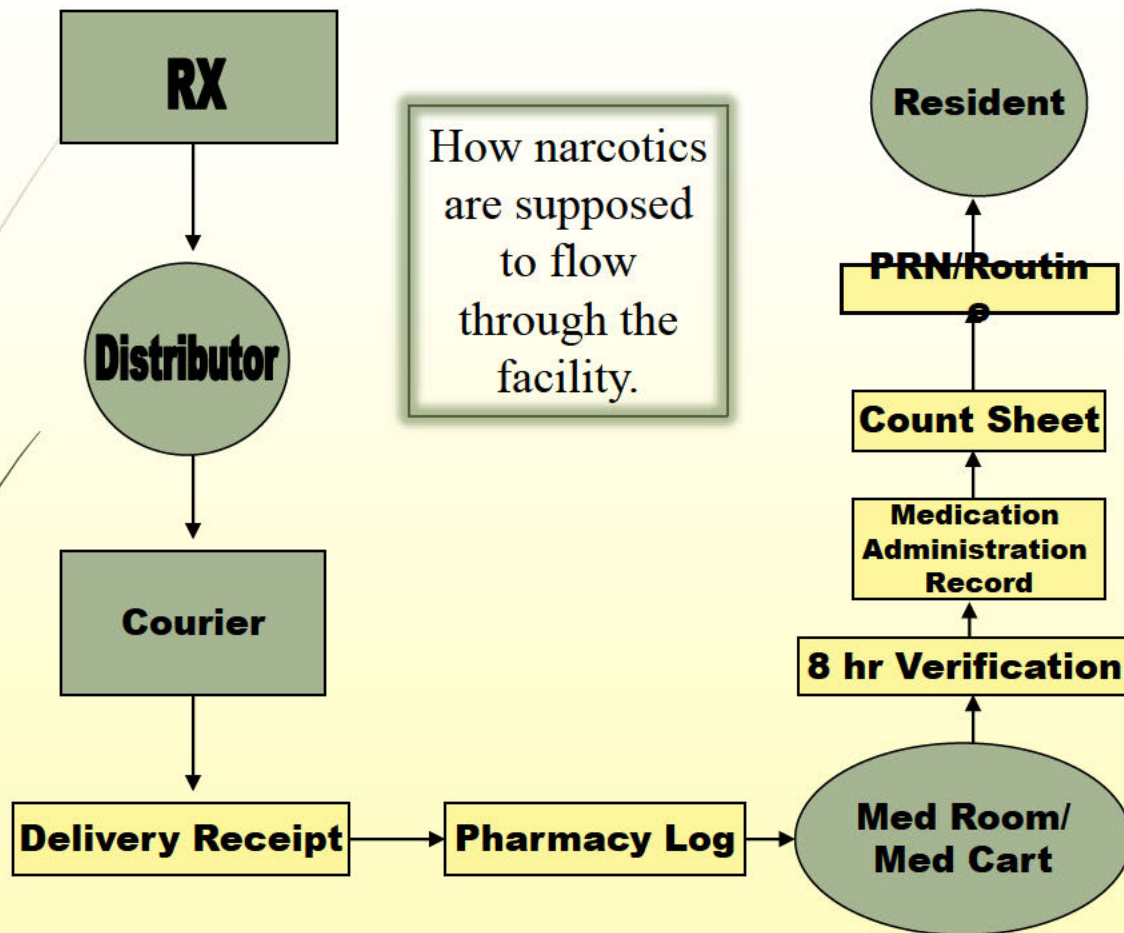 RX
Distributor
Courier
Delivery Receipt
Pharmacy Log
How narcotics
are supposed
to flow
through the
facility.
Resident
PRN/Routin
e
Count Sheet
Medication
Administration
Record
8 hr Verification
Med Room/
Med Cart